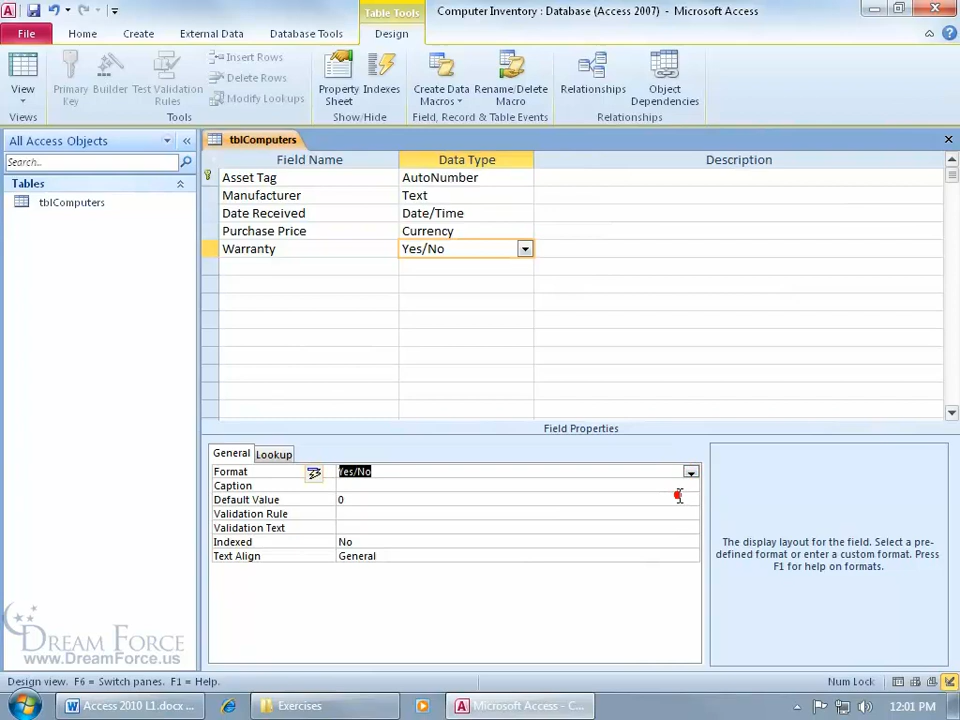 Table Tools
Computer Inventory : Database (Access 2007) - Microsoft Access
File Home Create External Data Database Tools Design
View
Primary Key
Builder
Test Validation Rules
Insert Rows
Delete Rows
Modify Lookups
Property Sheet
Indexes
Create Data Macros
Rename/Delete Macro
Relationships
Object Dependencies
Views
Tools
Show/Hide
Field, Record & Table Events
Relationships
All Access Objects
Search...
Tables
tblComputers
tblComputers
Field Name Data Type Description
Asset Tag AutoNumber
Manufacturer Text
Date Received Date/Time
Purchase Price Currency
Warranty Yes/No
Field Properties
General Lookup
Format Yes/No
Caption
Default Value 0
Validation Rule
Validation Text
Indexed No
Text Align General
The display layout for the field. Select a pre-
defined format or enter a custom format. Press
F1 for help on formats.
DREAM FORCE
www.DreamForce.us
Design view. F6 = Switch panels. F1 = Help.
Num Lock
Access 2010 L1.docx ...
Exercises
Microsoft Access - C...
12:01 PM